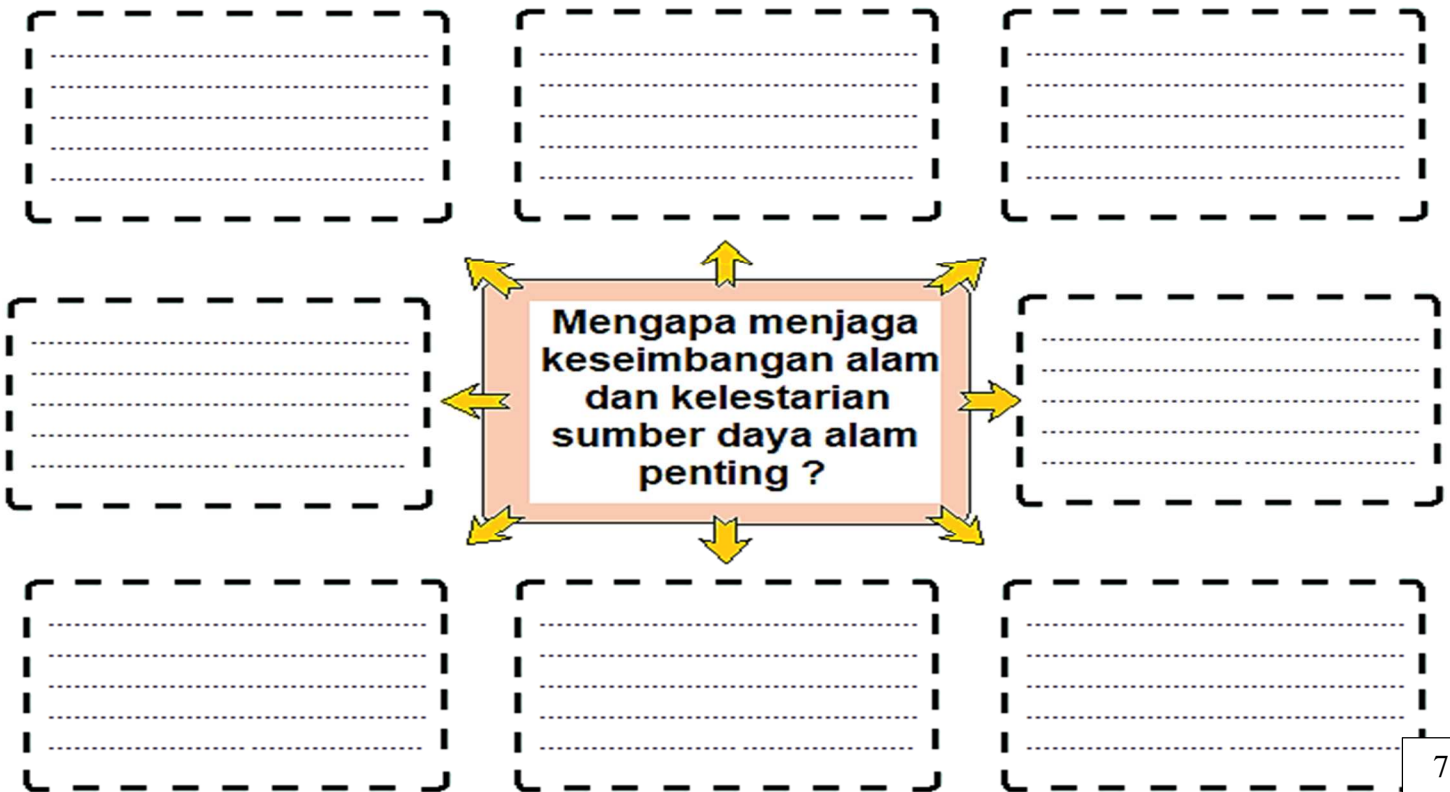 Mengapa menjaga
keseimbangan alam
dan kelestarian
sumber daya alam
penting ?
7